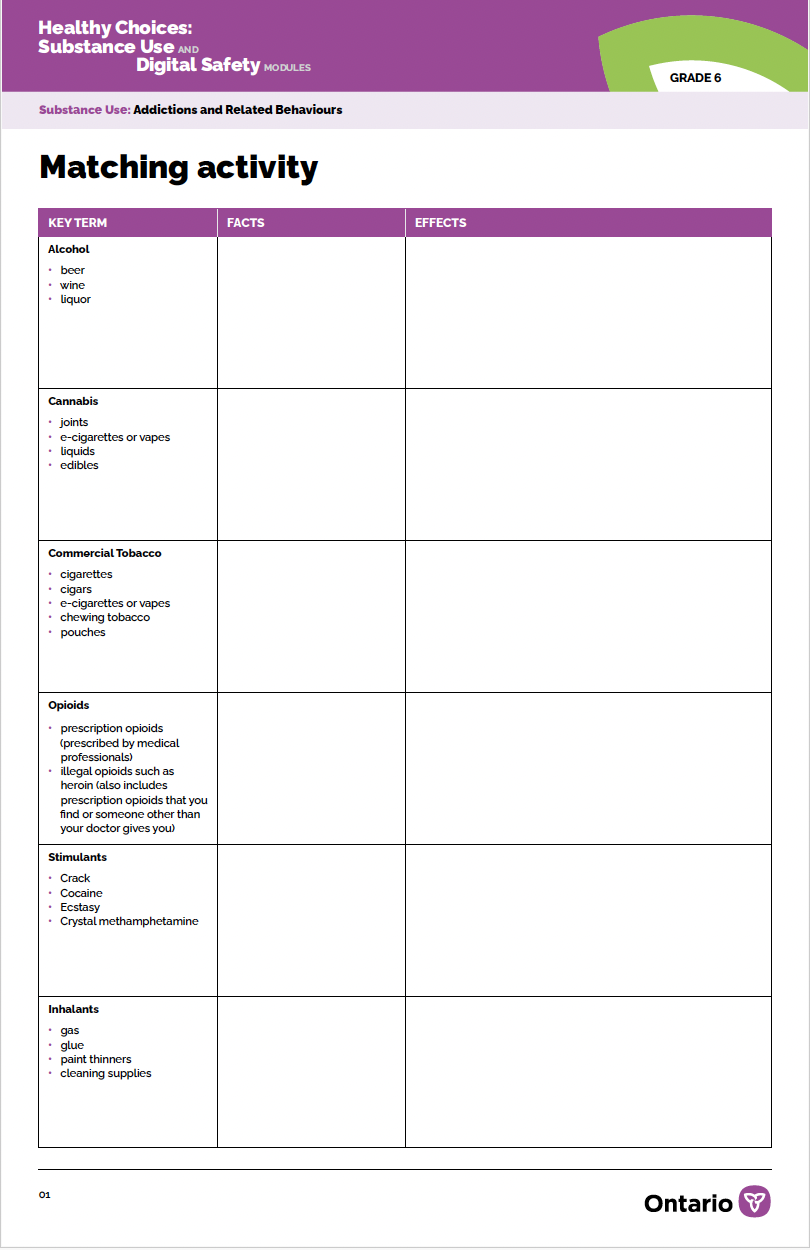 Healthy Choices:
Substance Use AND
Digital Safety MODULES
GRADE 6
Substance Use: Addictions and Related Behaviours
Matching activity
KEY TERM FACTS EFFECTS
Alcohol
• beer
• wine
• liquor
Cannabis
• joints
• e-cigarettes or vapes
• liquids
• edibles
Commercial Tobacco
• cigarettes
• cigars
• e-cigarettes or vapes
• chewing tobacco
• pouches
Opioids
• prescription opioids
(prescribed by medical
professionals)
• illegal opioids such as
heroin (also includes
prescription opioids that you
find or someone other than
your doctor gives you)
Stimulants
• Crack
• Cocaine
• Ecstasy
• Crystal methamphetamine
Inhalants
• gas
• glue
• paint thinners
• cleaning supplies
01
Ontario